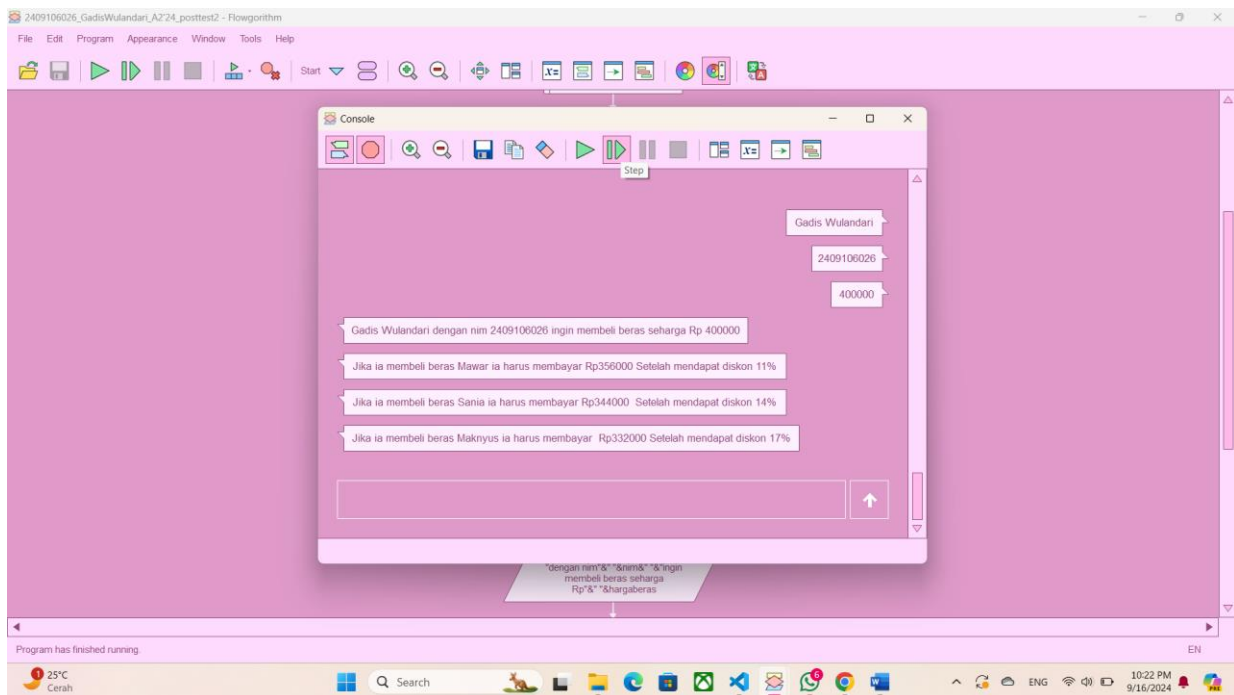 2409106026_GadisWulandari_A2'24_posttest2 - Flowgorithm
File Edit Program Appearance Window Tools Help
Start
Console
Step
Gadis Wulandari
2409106026
400000
Gadis Wulandari dengan nim 2409106026 ingin membeli beras seharga Rp 400000
Jika ia membeli beras Mawar ia harus membayar Rp356000 Setelah mendapat diskon 11%
Jika ia membeli beras Sania ia harus membayar Rp344000  Setelah mendapat diskon 14%
Jika ia membeli beras Maknyus ia harus membayar  Rp332000 Setelah mendapat diskon 17%
"dengan nim"&" "&nim&" "&"ingin
membeli beras seharga
Rp"&" "&hargaberas
Program has finished running.
EN
1
25°C
Cerah
Search
9
ENG
10:22 PM
9/16/2024
PRE